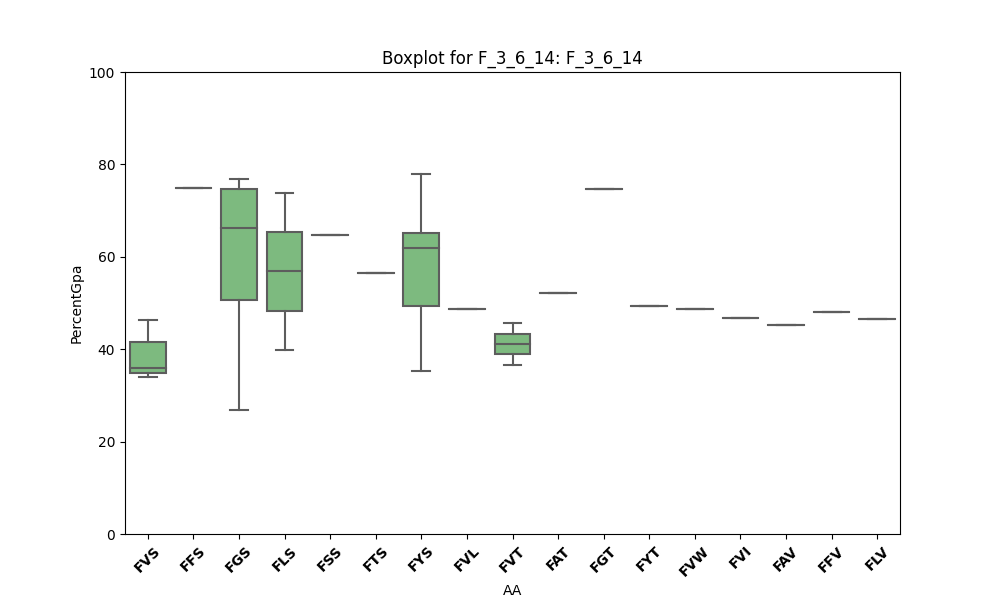 Boxplot for F_3_6_14: F_3_6_14
PercentGpa
100
80
60
40
20
0
FVS FFS FGS FLS FSS FTS FYS FVL FVT FAT FGT FYT FVW FVI FAV FFV FLV
AA